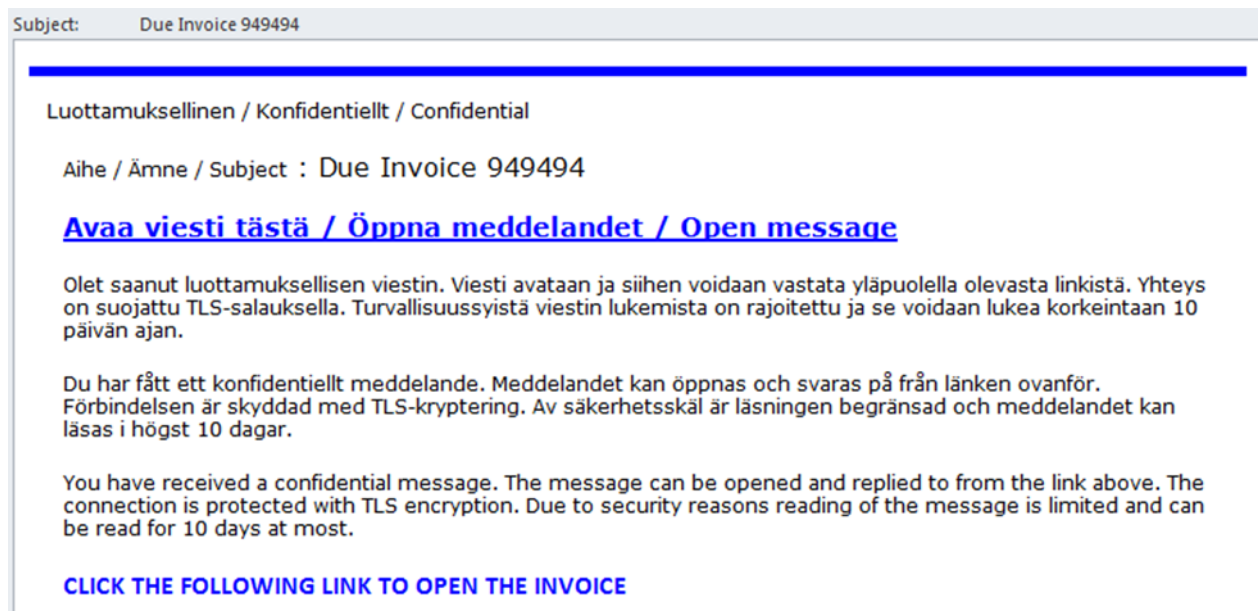 Subject: Due Invoice 949494
Luottamuksellinen / Konfidentiellt / Confidential
Aihe / Ämne / Subject : Due Invoice 949494
Avaa viesti tästä / Öppna meddelandet / Open message
Olet saanut luottamuksellisen viestin. Viesti avataan ja siihen voidaan vastata yläpuolella olevasta linkistä. Yhteys
on suojattu TLS-salauksella. Turvallisuussyistä viestin lukemista on rajoitettu ja se voidaan lukea korkeintaan 10
päivän ajan.
Du har fått ett konfidentiellt meddelande. Meddelandet kan öppnas och svaras på från länken ovanför.
Förbindelsen är skyddad med TLS-kryptering. Av säkerhetsskäl är läsningen begränsad och meddelandet kan
läsas i högst 10 dagar.
You have received a confidential message. The message can be opened and replied to from the link above. The
connection is protected with TLS encryption. Due to security reasons reading of the message is limited and can
be read for 10 days at most.
CLICK THE FOLLOWING LINK TO OPEN THE INVOICE